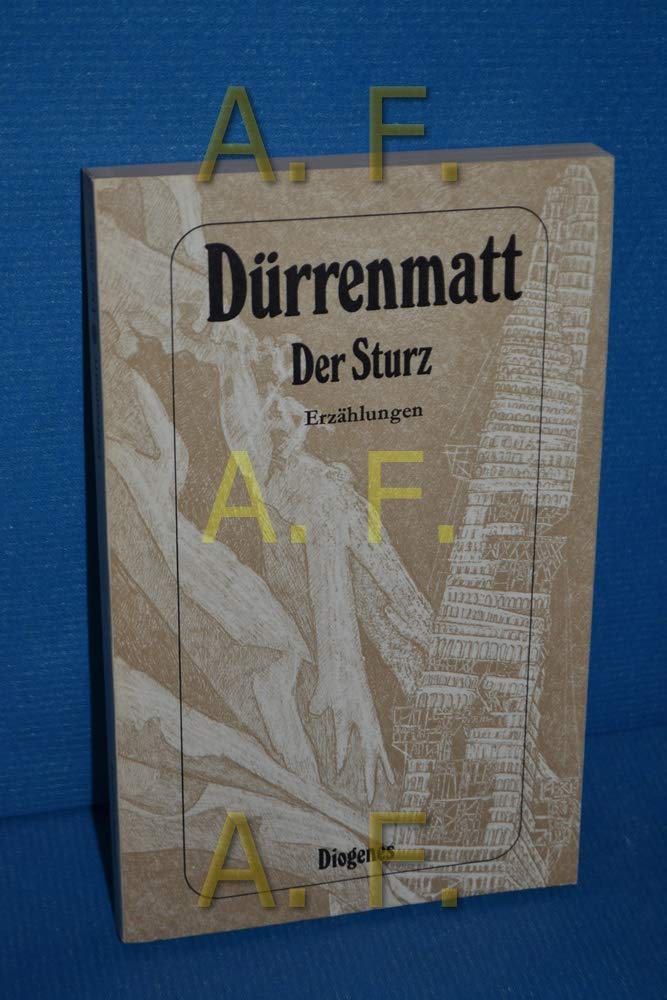 A. F.
Dürrenmatt
Der Sturz
Erzählungen
A. F.
Diogenes
A. F.